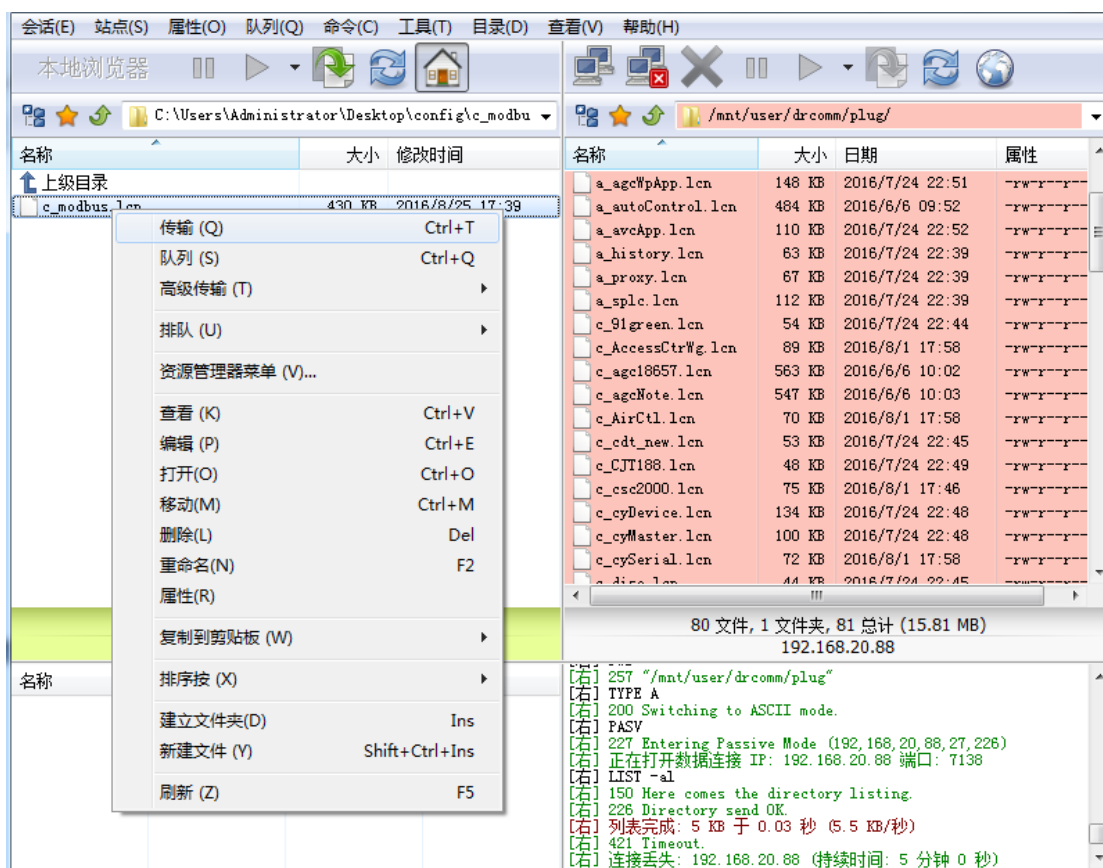 会话(E) 站点(S) 属性(O) 队列(Q) 命令(C) 工具(T) 目录(D) 查看(V) 帮助(H)
本地浏览器
C:\Users\Administrator\Desktop\config\c_modbu
名称 大小 修改时间
上级目录
c_modbus.lcn 430 KB 2016/8/25 17:39
传输 (Q) Ctrl+T
队列 (S) Ctrl+Q
高级传输 (T)
排队 (U)
资源管理器菜单 (V)...
查看 (K) Ctrl+V
编辑 (P) Ctrl+E
打开(O) Ctrl+O
移动(M) Ctrl+M
删除(L) Del
重命名(N) F2
属性(R)
复制到剪贴板 (W)
排序按 (X)
建立文件夹(D) Ins
新建文件 (Y) Shift+Ctrl+Ins
刷新 (Z) F5
名称
/mnt/user/drcomm/plug/
名称 大小 日期 属性
a_agcWpApp.lcn 148 KB 2016/7/24 22:51 -rw-r--r--
a_autoControl.lcn 484 KB 2016/6/6 09:52 -rw-r--r--
a_avcApp.lcn 110 KB 2016/7/24 22:52 -rw-r--r--
a_history.lcn 63 KB 2016/7/24 22:39 -rw-r--r--
a_proxy.lcn 67 KB 2016/7/24 22:39 -rw-r--r--
a_splc.lcn 112 KB 2016/7/24 22:39 -rw-r--r--
c_91green.lcn 54 KB 2016/7/24 22:44 -rw-r--r--
c_AccessCtrWg.lcn 89 KB 2016/8/1 17:58 -rw-r--r--
c_agc18657.lcn 563 KB 2016/6/6 10:02 -rw-r--r--
c_agcNote.lcn 547 KB 2016/6/6 10:03 -rw-r--r--
c_AirCtl.lcn 70 KB 2016/8/1 17:58 -rw-r--r--
c_cdt_new.lcn 53 KB 2016/7/24 22:45 -rw-r--r--
c_CJT188.lcn 48 KB 2016/7/24 22:49 -rw-r--r--
c_csc2000.lcn 75 KB 2016/8/1 17:46 -rw-r--r--
c_cyDevice.lcn 134 KB 2016/7/24 22:48 -rw-r--r--
c_cyMaster.lcn 100 KB 2016/7/24 22:48 -rw-r--r--
c_cySerial.lcn 72 KB 2016/8/1 17:58 -rw-r--r--
44 KB 2016/7/24 22:45
80 文件, 1 文件夹, 81 总计 (15.81 MB)
192.168.20.88
[右] 257 "/mnt/user/drcomm/plug"
[右] TYPE A
[右] 200 Switching to ASCII mode.
[右] PASV
[右] 227 Entering Passive Mode (192,168,20,88,27,226)
[右] 正在打开数据连接 IP: 192.168.20.88 端口: 7138
[右] LIST -al
[右] 150 Here comes the directory listing.
[右] 226 Directory send OK.
[右] 列表完成: 5 KB 于 0.03 秒 (5.5 KB/秒)
[右] 421 Timeout.
[右] 连接丢失: 192.168.20.88 (持续时间: 5 分钟 0 秒)